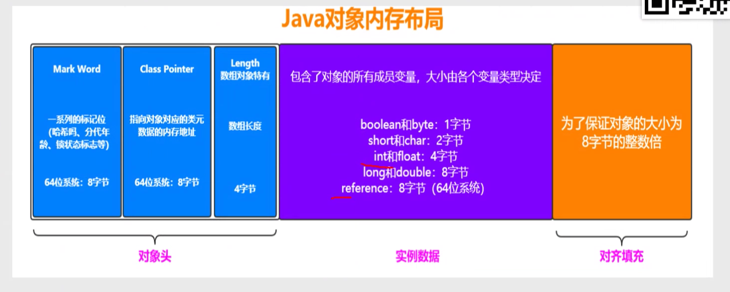 Java对象内存布局
Mark Word
一系列的标记位
(哈希码、分代年
龄、锁状态标志等)
64位系统：8字节
Class Pointer
指向对象对应的类元
数据的内存地址
64位系统：8字节
Length
数组对象特有
数组长度
4字节
包含了对象的所有成员变量，大小由各个变量类型决定
boolean和byte：1字节
short和char：2字节
int和float：4字节
long和double：8字节
reference：8字节（64位系统）
为了保证对象的大小为
8字节的整数倍
对象头
实例数据
对齐填充